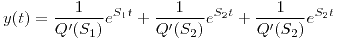 y(t) = \frac{1}{Q'(S_1)} e^{S_1 t} + \frac{1}{Q'(S_2)} e^{S_2 t} + \frac{1}{Q'(S_2)} e^{S_2 t}